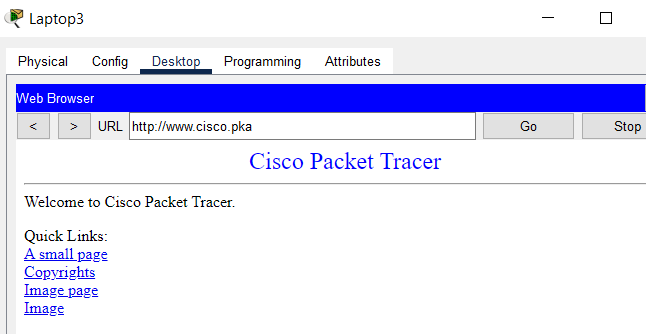 Laptop3
Physical Config Desktop Programming Attributes
Web Browser
< > URL http://www.cisco.pka Go Stop
Cisco Packet Tracer
Welcome to Cisco Packet Tracer.
Quick Links:
A small page
Copyrights
Image page
Image